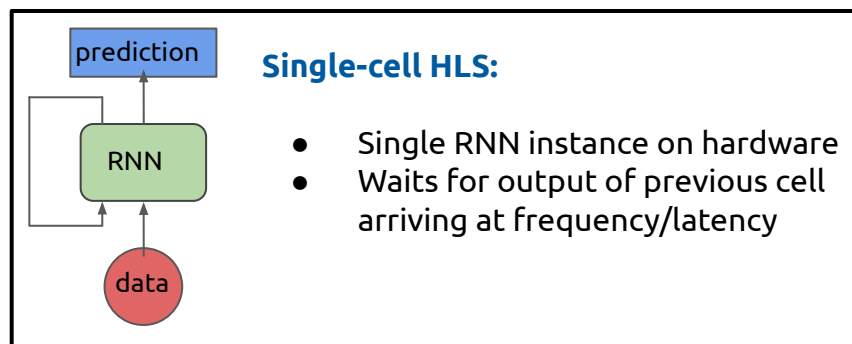 prediction
RNN
data
Single-cell HLS:
● Single RNN instance on hardware
● Waits for output of previous cell
arriving at frequency/latency